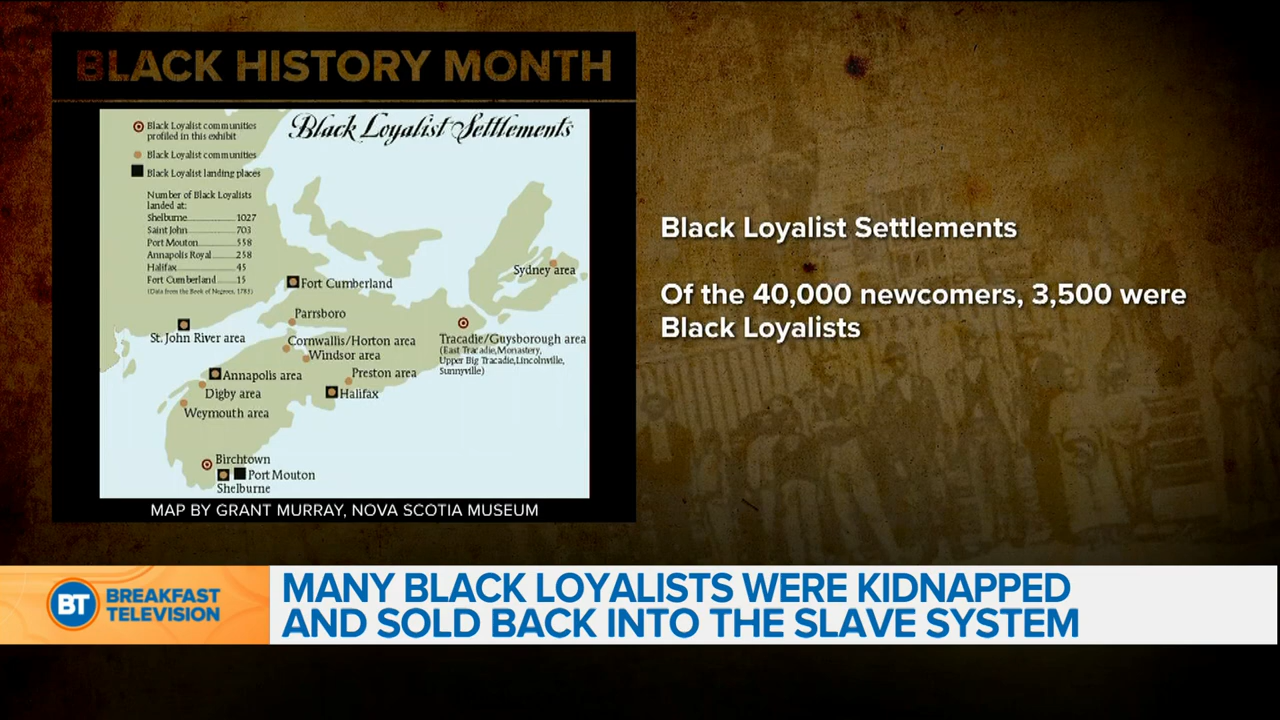 BLACK HISTORY MONTH
Black Loyalist Settlements
Black Loyalist communities
profiled in this exhibit
Black Loyalist communities
Black Loyalist landing places
Number of Black Loyalists
landed at:
Shelburne...............1027
Saint John...............703
Port Mouton..........558
Annapolis Royal.....258
Halifax.......................45
Fort Cumberland......15
(Data from the Book of Negroes, 1783)
Sydney area
Fort Cumberland
Parrsboro
St. John River area
Cornwallis/Horton area
Windsor area
Tracadie/Guysborough area
(East Tracadie,Monastery,
Upper Big Tracadie,Lincolnville,
Sunnyville)
Annapolis area
Preston area
Digby area
Halifax
Weymouth area
Birchtown
Port Mouton
Shelburne
MAP BY GRANT MURRAY, NOVA SCOTIA MUSEUM
Black Loyalist Settlements
Of the 40,000 newcomers, 3,500 were
Black Loyalists
BT BREAKFAST
TELEVISION
MANY BLACK LOYALISTS WERE KIDNAPPED
AND SOLD BACK INTO THE SLAVE SYSTEM